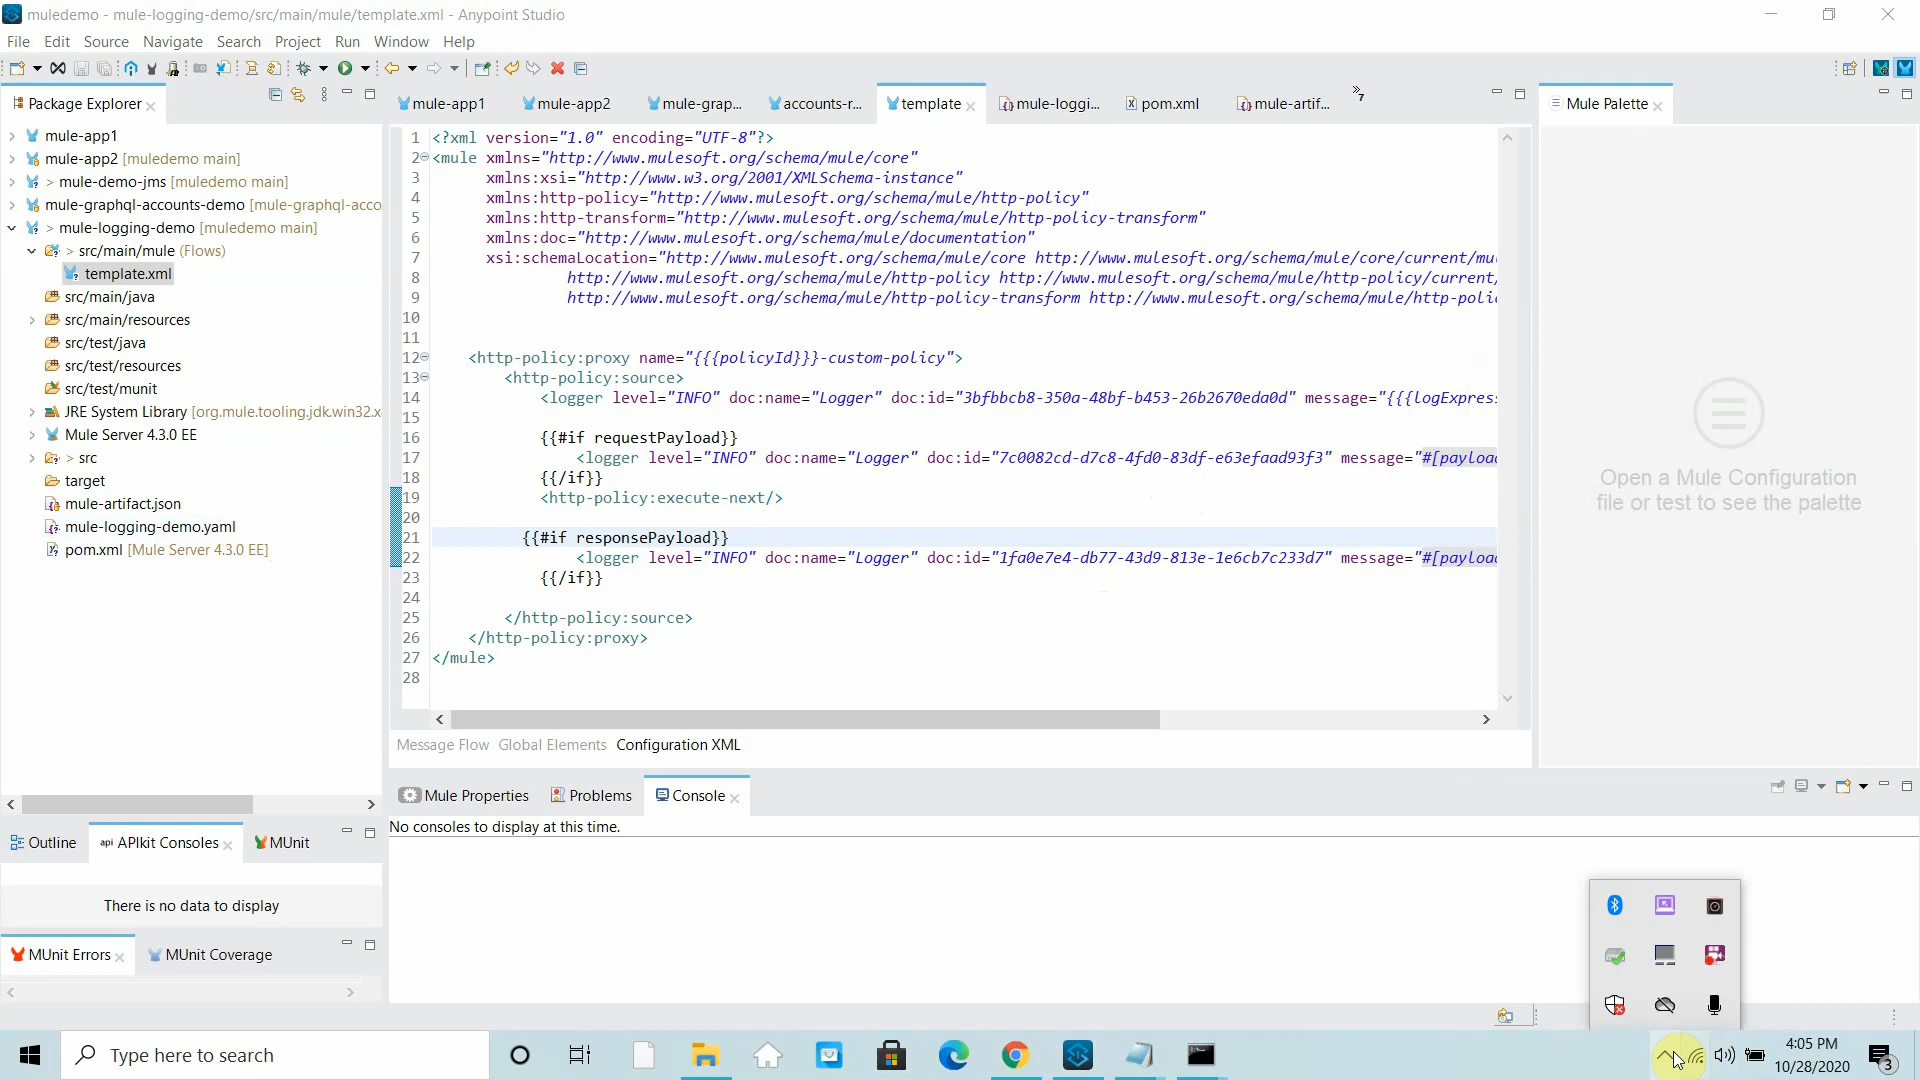 muledemo - mule-logging-demo/src/main/mule/template.xml - Anypoint Studio
File Edit Source Navigate Search Project Run Window Help
Package Explorer
mule-app1
mule-app2 [muledemo main]
> mule-demo-jms [muledemo main]
mule-graphql-accounts-demo [mule-graphql-acco
> mule-logging-demo [muledemo main]
> src/main/mule (Flows)
template.xml
src/main/java
src/main/resources
src/test/java
src/test/resources
src/test/munit
JRE System Library [org.mule.tooling.jdk.win32.x
Mule Server 4.3.0 EE
> src
target
mule-artifact.json
mule-logging-demo.yaml
pom.xml [Mule Server 4.3.0 EE]
mule-app1 mule-app2 mule-grap... accounts-r... template mule-loggi... pom.xml mule-artif... »7
1 <?xml version="1.0" encoding="UTF-8"?>
2 <mule xmlns="http://www.mulesoft.org/schema/mule/core"
3 xmlns:xsi="http://www.w3.org/2001/XMLSchema-instance"
4 xmlns:http-policy="http://www.mulesoft.org/schema/mule/http-policy"
5 xmlns:http-transform="http://www.mulesoft.org/schema/mule/http-policy-transform"
6 xmlns:doc="http://www.mulesoft.org/schema/mule/documentation"
7 xsi:schemaLocation="http://www.mulesoft.org/schema/mule/core http://www.mulesoft.org/schema/mule/core/current/mu
8 http://www.mulesoft.org/schema/mule/http-policy http://www.mulesoft.org/schema/mule/http-policy/current/
9 http://www.mulesoft.org/schema/mule/http-policy-transform http://www.mulesoft.org/schema/mule/http-poli
10
11
12 <http-policy:proxy name="{{{policyId}}}-custom-policy">
13 <http-policy:source>
14 <logger level="INFO" doc:name="Logger" doc:id="3bfbbcb8-350a-48bf-b453-26b2670eda0d" message="{{{logExpres
15
16 {{#if requestPayload}}
17 <logger level="INFO" doc:name="Logger" doc:id="7c0082cd-d7c8-4fd0-83df-e63efaad93f3" message="#[payloa
18 {{/if}}
19 <http-policy:execute-next/>
20
21 {{#if responsePayload}}
22 <logger level="INFO" doc:name="Logger" doc:id="1fa0e7e4-db77-43d9-813e-1e6cb7c233d7" message="#[payloa
23 {{/if}}
24
25 </http-policy:source>
26 </http-policy:proxy>
27 </mule>
28
Message Flow Global Elements Configuration XML
Mule Palette
Open a Mule Configuration
file or test to see the palette
Mule Properties Problems Console
No consoles to display at this time.
Outline api APIkit Consoles MUnit
There is no data to display
MUnit Errors MUnit Coverage
Type here to search
4:05 PM
10/28/2020
3